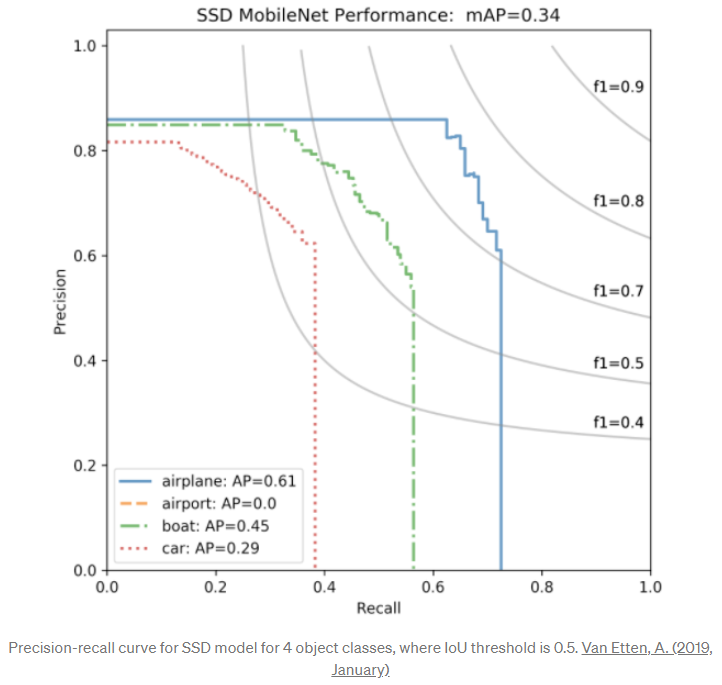 SSD MobileNet Performance:  mAP=0.34
1.0
0.8
0.6
0.4
0.2
0.0
Precision
f1=0.9
f1=0.8
f1=0.7
f1=0.5
f1=0.4
airplane: AP=0.61
airport: AP=0.0
boat: AP=0.45
car: AP=0.29
0.0 0.2 0.4 0.6 0.8 1.0
Recall
Precision-recall curve for SSD model for 4 object classes, where IoU threshold is 0.5. Van Etten, A. (2019,
January)